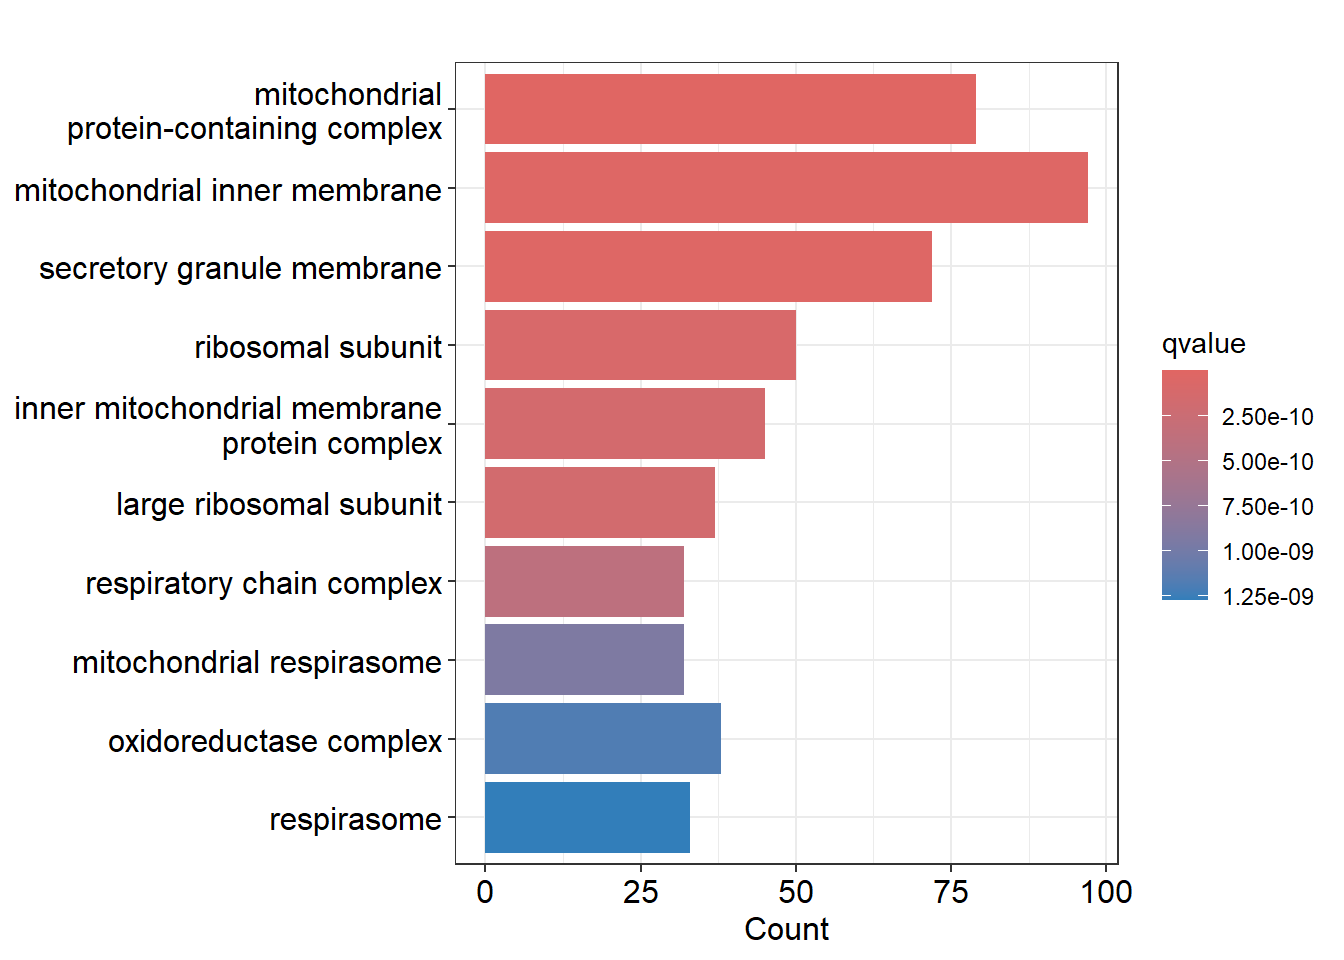 mitochondrial
protein-containing complex
mitochondrial inner membrane
secretory granule membrane
ribosomal subunit
inner mitochondrial membrane
protein complex
large ribosomal subunit
respiratory chain complex
mitochondrial respirasome
oxidoreductase complex
respirasome
0 25 50 75 100
Count
qvalue
2.50e-10
5.00e-10
7.50e-10
1.00e-09
1.25e-09